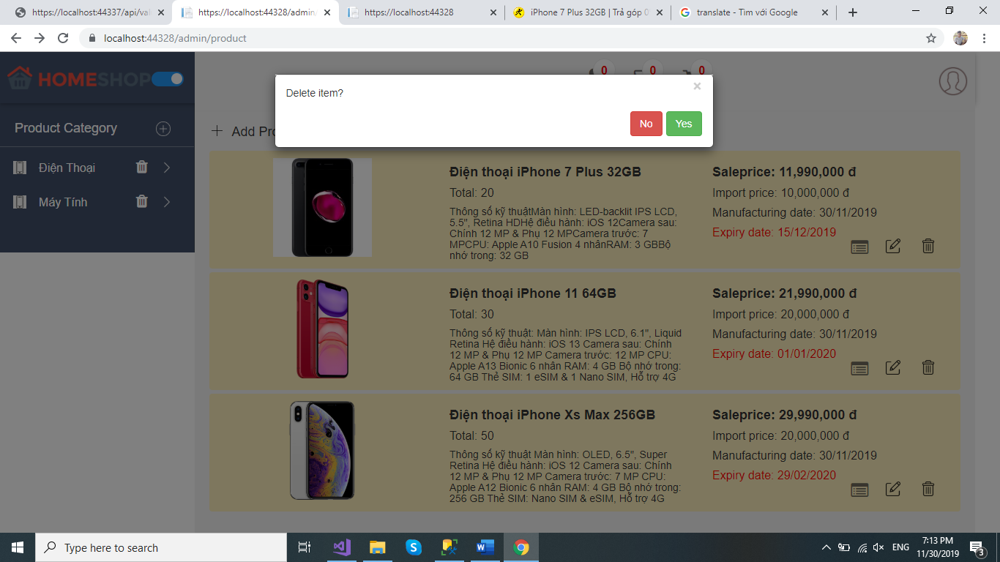 https://localhost:44337/api/val
https://localhost:44328/admin/
https://localhost:44328
iPhone 7 Plus 32GB | Trả góp 0
translate - Tìm với Google
localhost:44328/admin/product
HOMESHOP
0
0
0
Delete item?
×
No
Yes
Product Category
Điện Thoại
Máy Tính
Add Pro
Điện thoại iPhone 7 Plus 32GB
Total: 20
Thông số kỹ thuậtMàn hình: LED-backlit IPS LCD,
5.5", Retina HDHệ điều hành: iOS 12Camera sau:
Chính 12 MP & Phụ 12 MPCamera trước: 7
MPCPU: Apple A10 Fusion 4 nhânRAM: 3 GBBộ
nhớ trong: 32 GB
Saleprice: 11,990,000 đ
Import price: 10,000,000 đ
Manufacturing date: 30/11/2019
Expiry date: 15/12/2019
Điện thoại iPhone 11 64GB
Total: 30
Thông số kỹ thuật: Màn hình: IPS LCD, 6.1", Liquid
Retina Hệ điều hành: iOS 13 Camera sau: Chính
12 MP & Phụ 12 MP Camera trước: 12 MP CPU:
Apple A13 Bionic 6 nhân RAM: 4 GB Bộ nhớ trong:
64 GB Thẻ SIM: 1 eSIM & 1 Nano SIM, Hỗ trợ 4G
Saleprice: 21,990,000 đ
Import price: 20,000,000 đ
Manufacturing date: 30/11/2019
Expiry date: 01/01/2020
Điện thoại iPhone Xs Max 256GB
Total: 50
Thông số kỹ thuật Màn hình: OLED, 6.5", Super
Retina Hệ điều hành: iOS 12 Camera sau: Chính
12 MP & Phụ 12 MP Camera trước: 7 MP CPU:
Apple A12 Bionic 6 nhân RAM: 4 GB Bộ nhớ trong:
256 GB Thẻ SIM: Nano SIM & eSIM, Hỗ trợ 4G
Saleprice: 29,990,000 đ
Import price: 20,000,000 đ
Manufacturing date: 30/11/2019
Expiry date: 29/02/2020
Type here to search
ENG
7:13 PM
11/30/2019
3